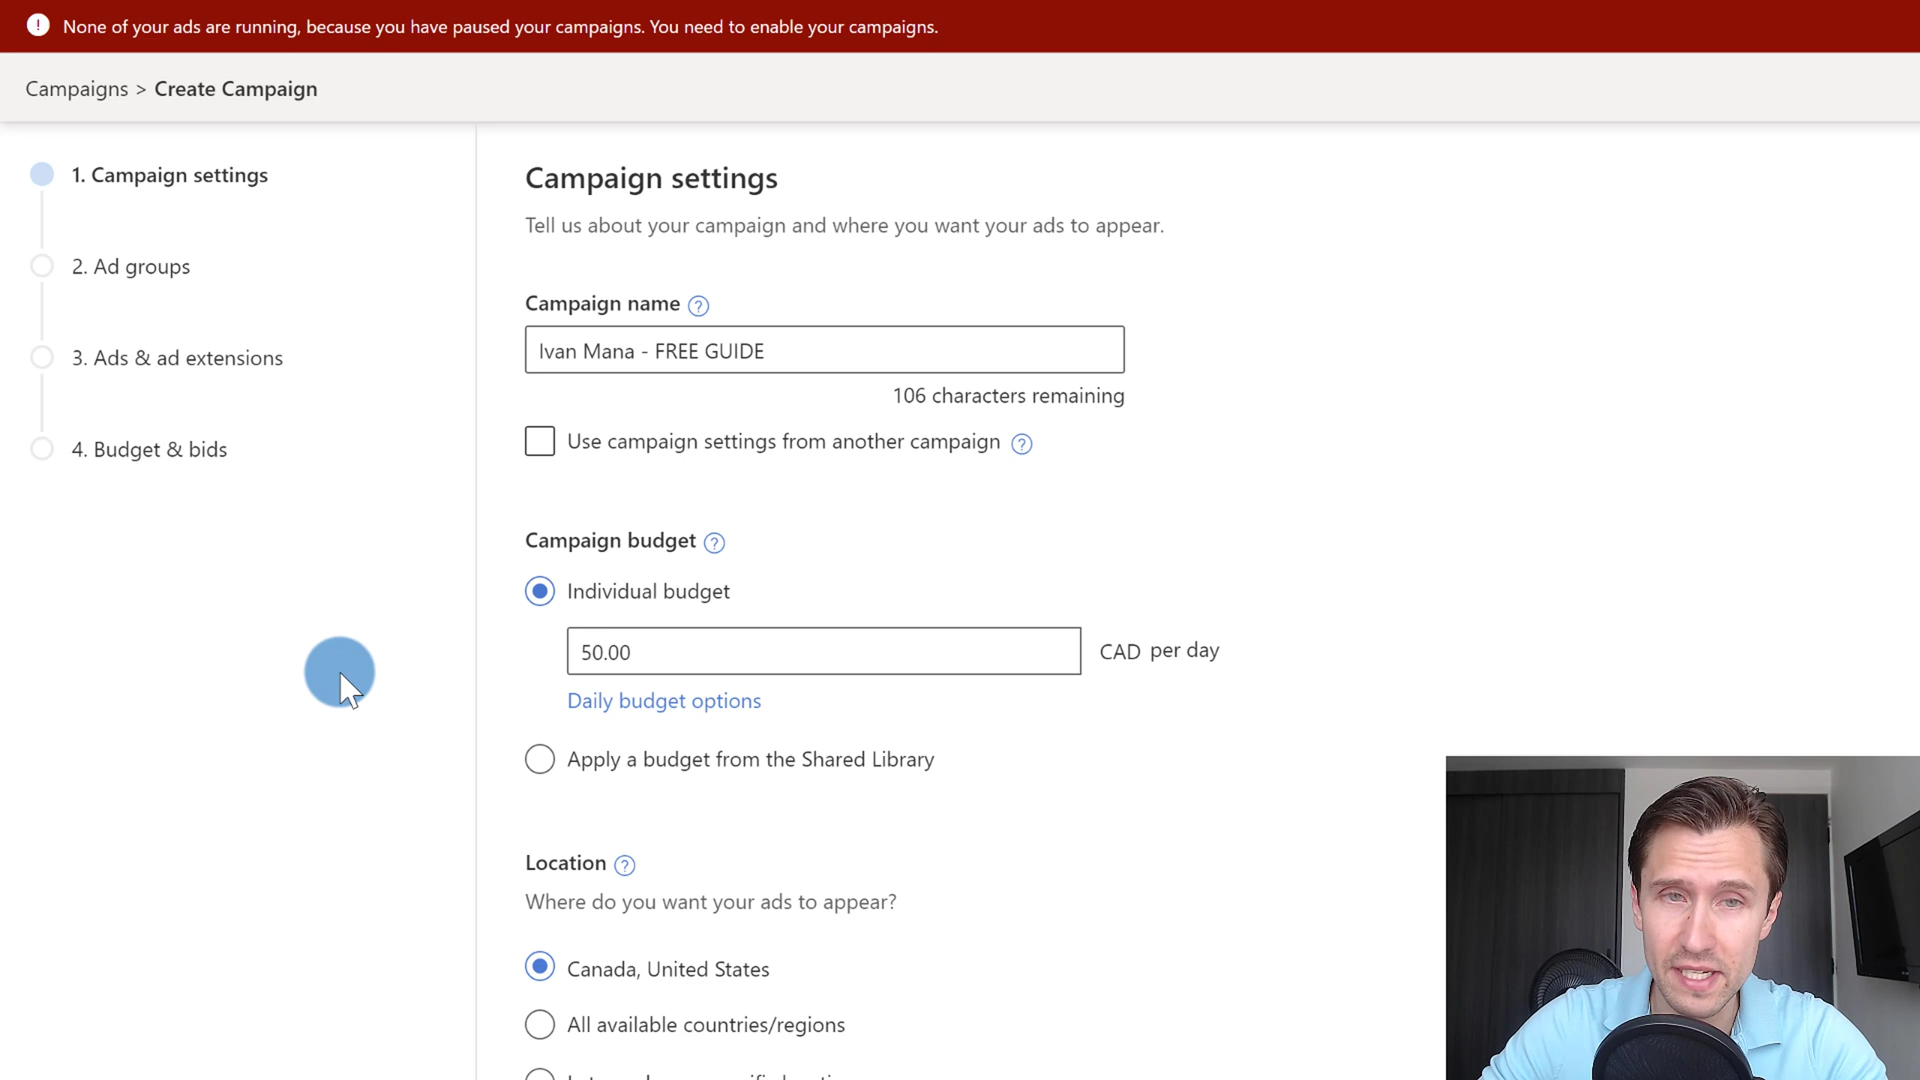 None of your ads are running, because you have paused your campaigns. You need to enable your campaigns.
Campaigns > Create Campaign
1. Campaign settings
2. Ad groups
3. Ads & ad extensions
4. Budget & bids
Campaign settings
Tell us about your campaign and where you want your ads to appear.
Campaign name
Ivan Mana - FREE GUIDE
106 characters remaining
Use campaign settings from another campaign
Campaign budget
Individual budget
50.00 CAD per day
Daily budget options
Apply a budget from the Shared Library
Location
Where do you want your ads to appear?
Canada, United States
All available countries/regions